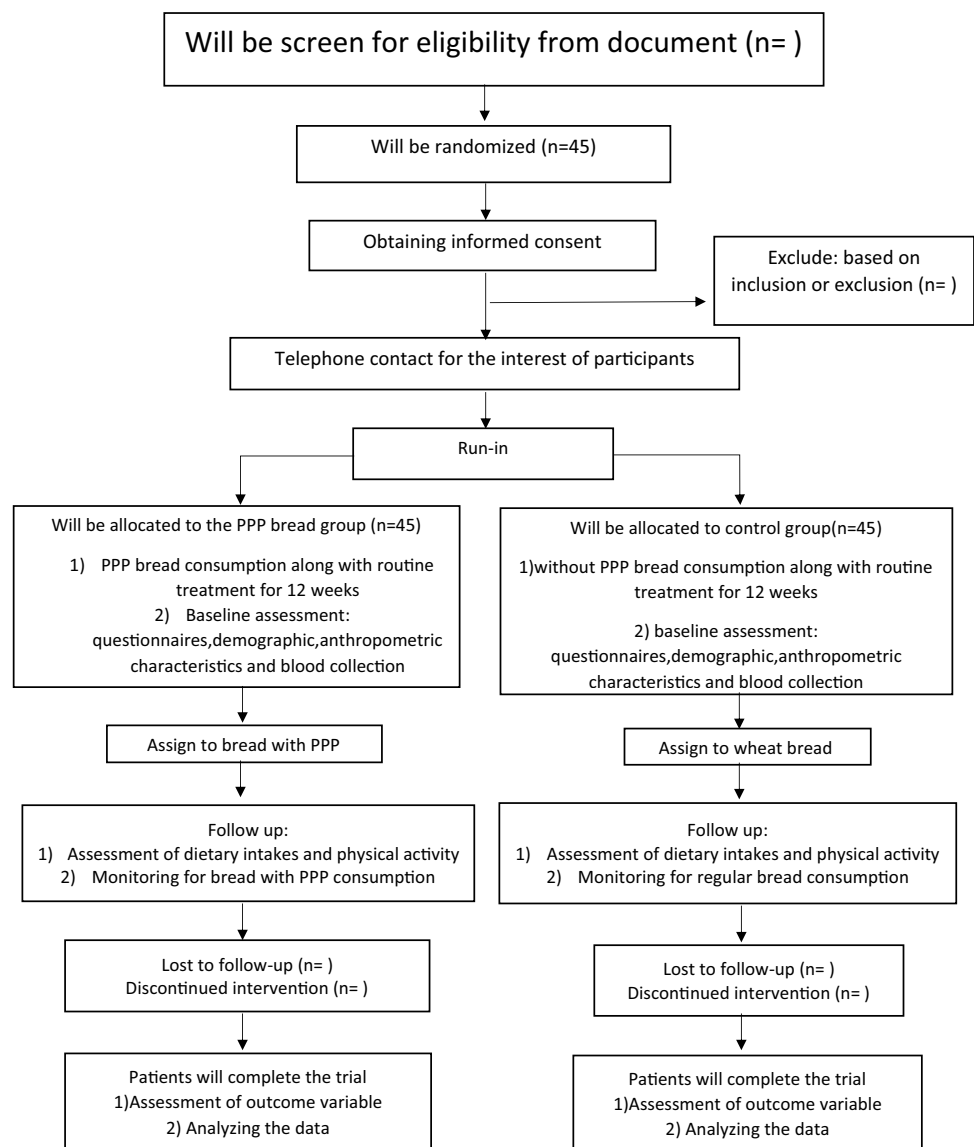 Will be screen for eligibility from document (n= )
Will be randomized (n=45)
Obtaining informed consent
Exclude: based on
inclusion or exclusion (n= )
Telephone contact for the interest of participants
Run-in
Will be allocated to the PPP bread group (n=45)
1) PPP bread consumption along with routine
treatment for 12 weeks
2) Baseline assessment:
questionnaires,demographic,anthropometric
characteristics and blood collection
Will be allocated to control group(n=45)
1)without PPP bread consumption along with routine
treatment for 12 weeks
2) baseline assessment:
questionnaires,demographic,anthropometric
characteristics and blood collection
Assign to bread with PPP
Assign to wheat bread
Follow up:
1) Assessment of dietary intakes and physical activity
2) Monitoring for bread with PPP consumption
Follow up:
1) Assessment of dietary intakes and physical activity
2) Monitoring for regular bread consumption
Lost to follow-up (n= )
Discontinued intervention (n= )
Lost to follow-up (n= )
Discontinued intervention (n= )
Patients will complete the trial
1)Assessment of outcome variable
2) Analyzing the data
Patients will complete the trial
1)Assessment of outcome variable
2) Analyzing the data